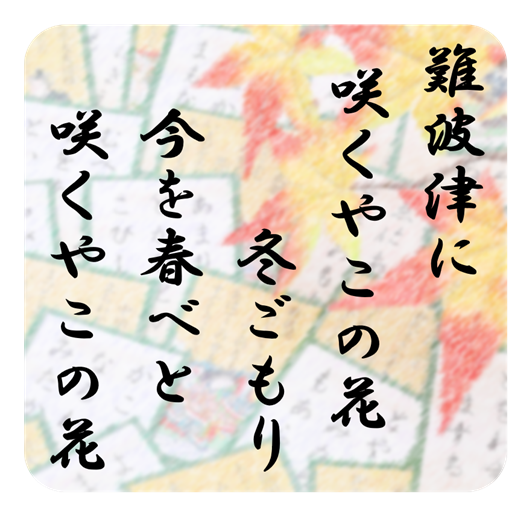 難波津に
咲くやこの花
冬ごもり
今を春べと
咲くやこの花